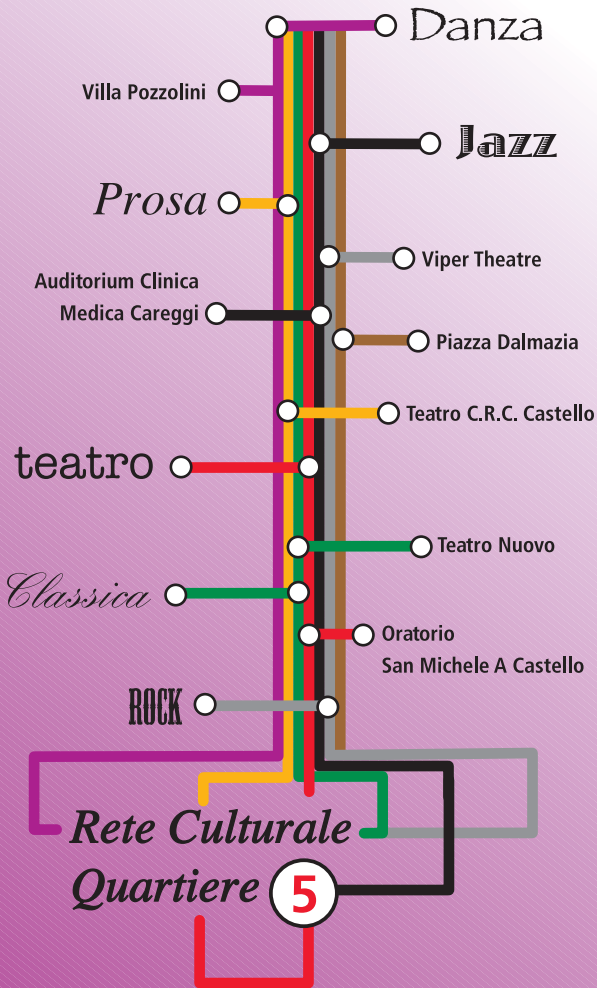 Danza
Villa Pozzolini
Jazz
Prosa
Viper Theatre
Auditorium Clinica
Medica Careggi
Piazza Dalmazia
Teatro C.R.C. Castello
teatro
Teatro Nuovo
Classica
Oratorio
San Michele A Castello
ROCK
Rete Culturale
Quartiere 5